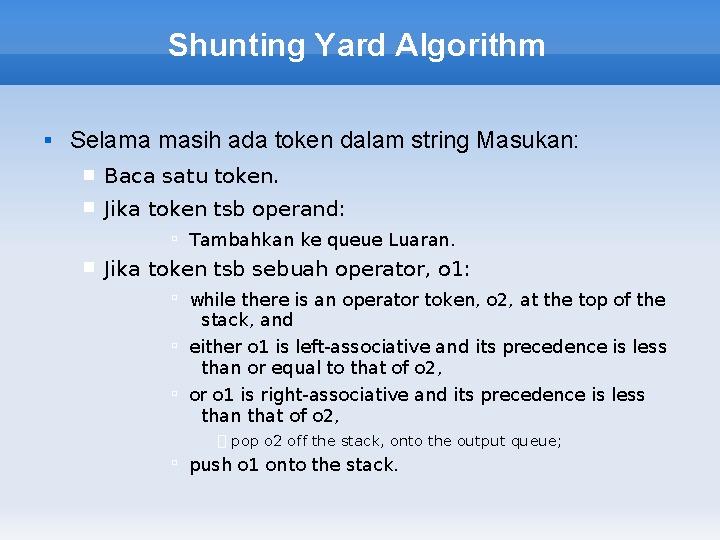 Shunting Yard Algorithm
Selama masih ada token dalam string Masukan:
Baca satu token.
Jika token tsb operand:
Tambahkan ke queue Luaran.
Jika token tsb sebuah operator, o1:
while there is an operator token, o2, at the top of the
stack, and
either o1 is left-associative and its precedence is less
than or equal to that of o2,
or o1 is right-associative and its precedence is less
than that of o2,
pop o2 off the stack, onto the output queue;
push o1 onto the stack.